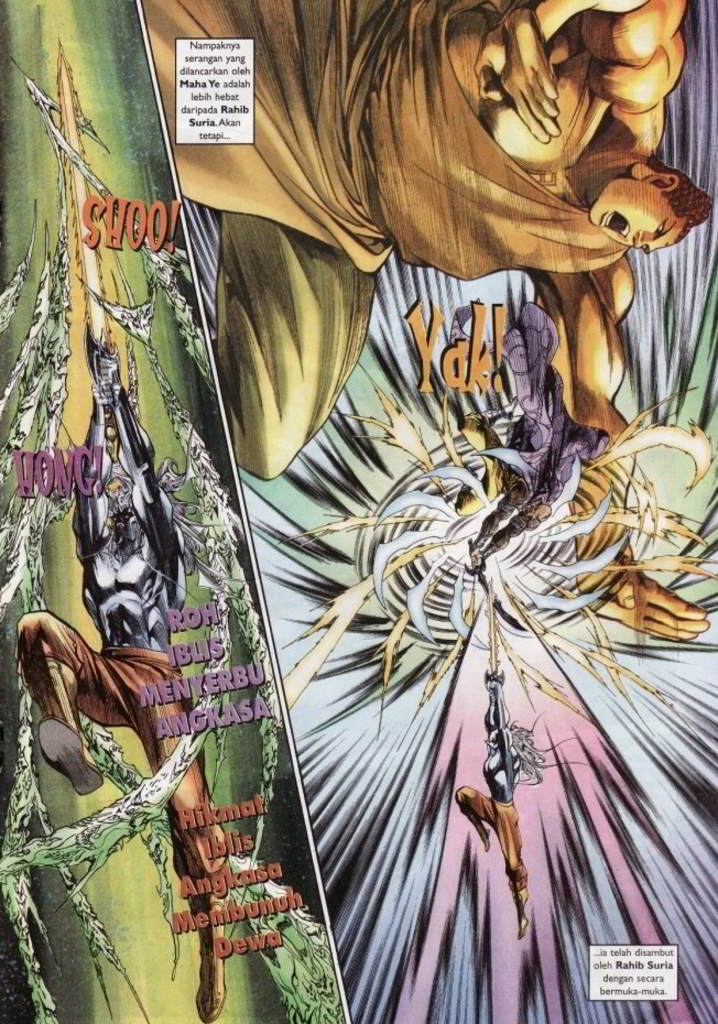 Nampaknya
serangan yang
dilancarkan oleh
Maha Ye adalah
lebih hebat
daripada Rahib
Suria. Akan
tetapi...
SHOO!
HONG!
ROH
IBLIS
MENYERBU
ANGKASA
Hikmat
Iblis
Angkasa
Membunuh
Dewa
Yak!
...ia telah disambut
oleh Rahib Suria
dengan secara
bermuka-muka.